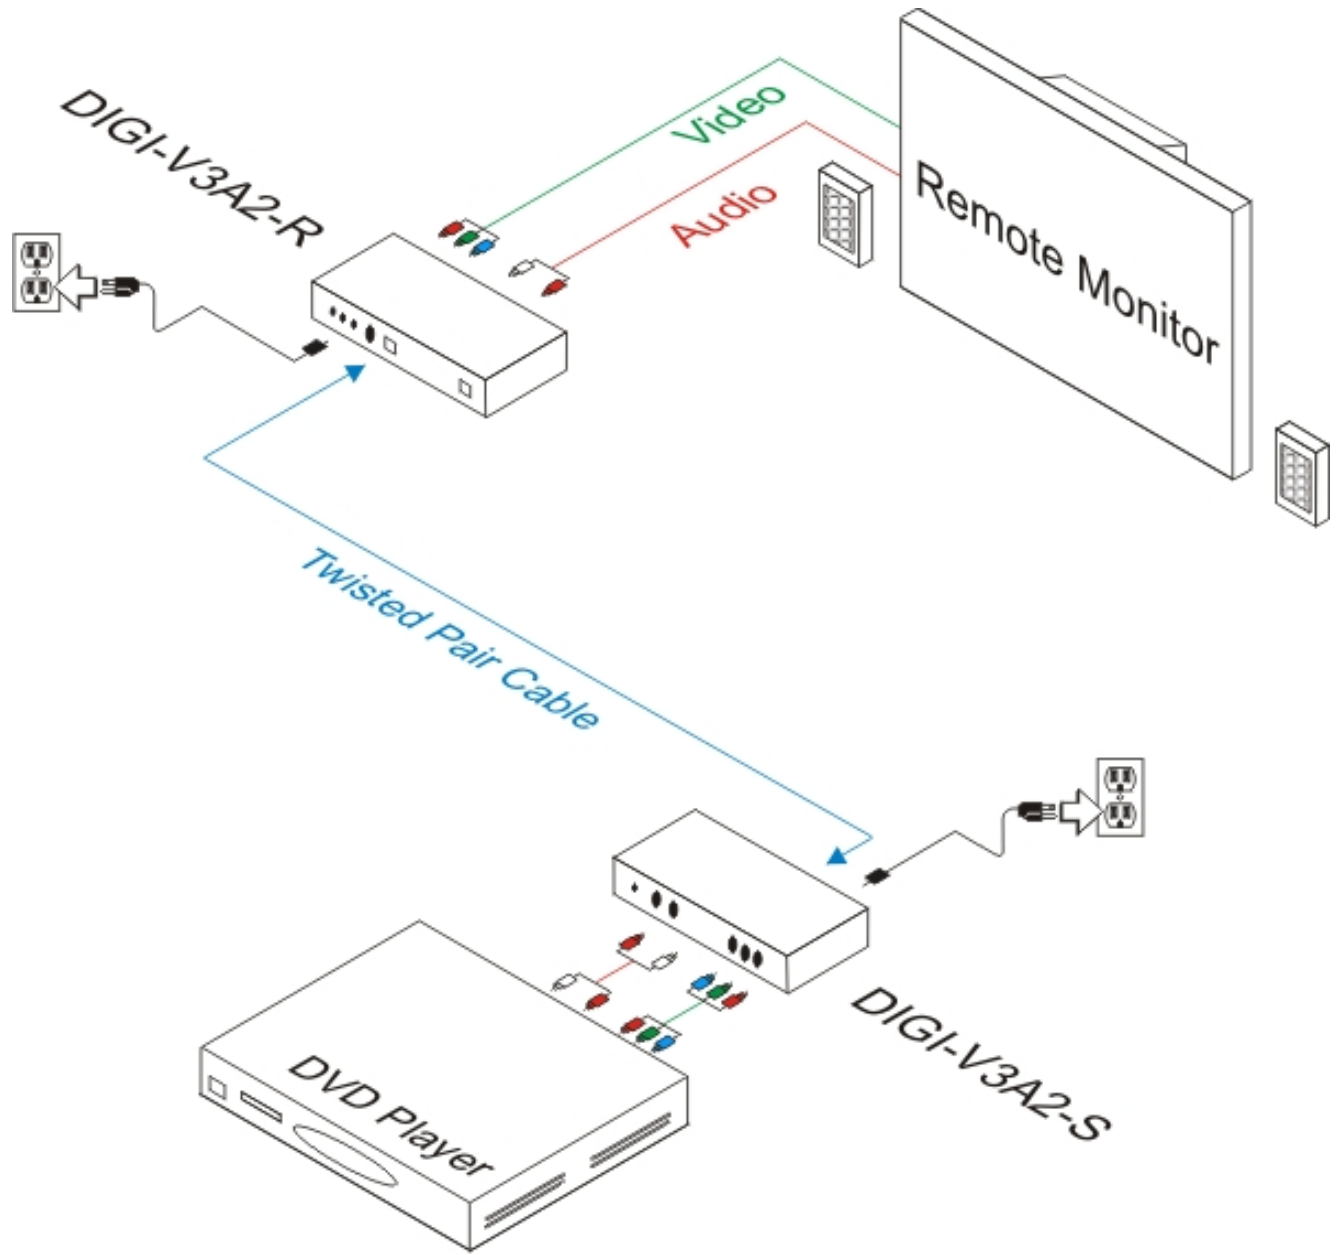 DIGI-V3A2-R
Video
Audio
Remote Monitor
Twisted Pair Cable
DIGI-V3A2-S
DVD Player